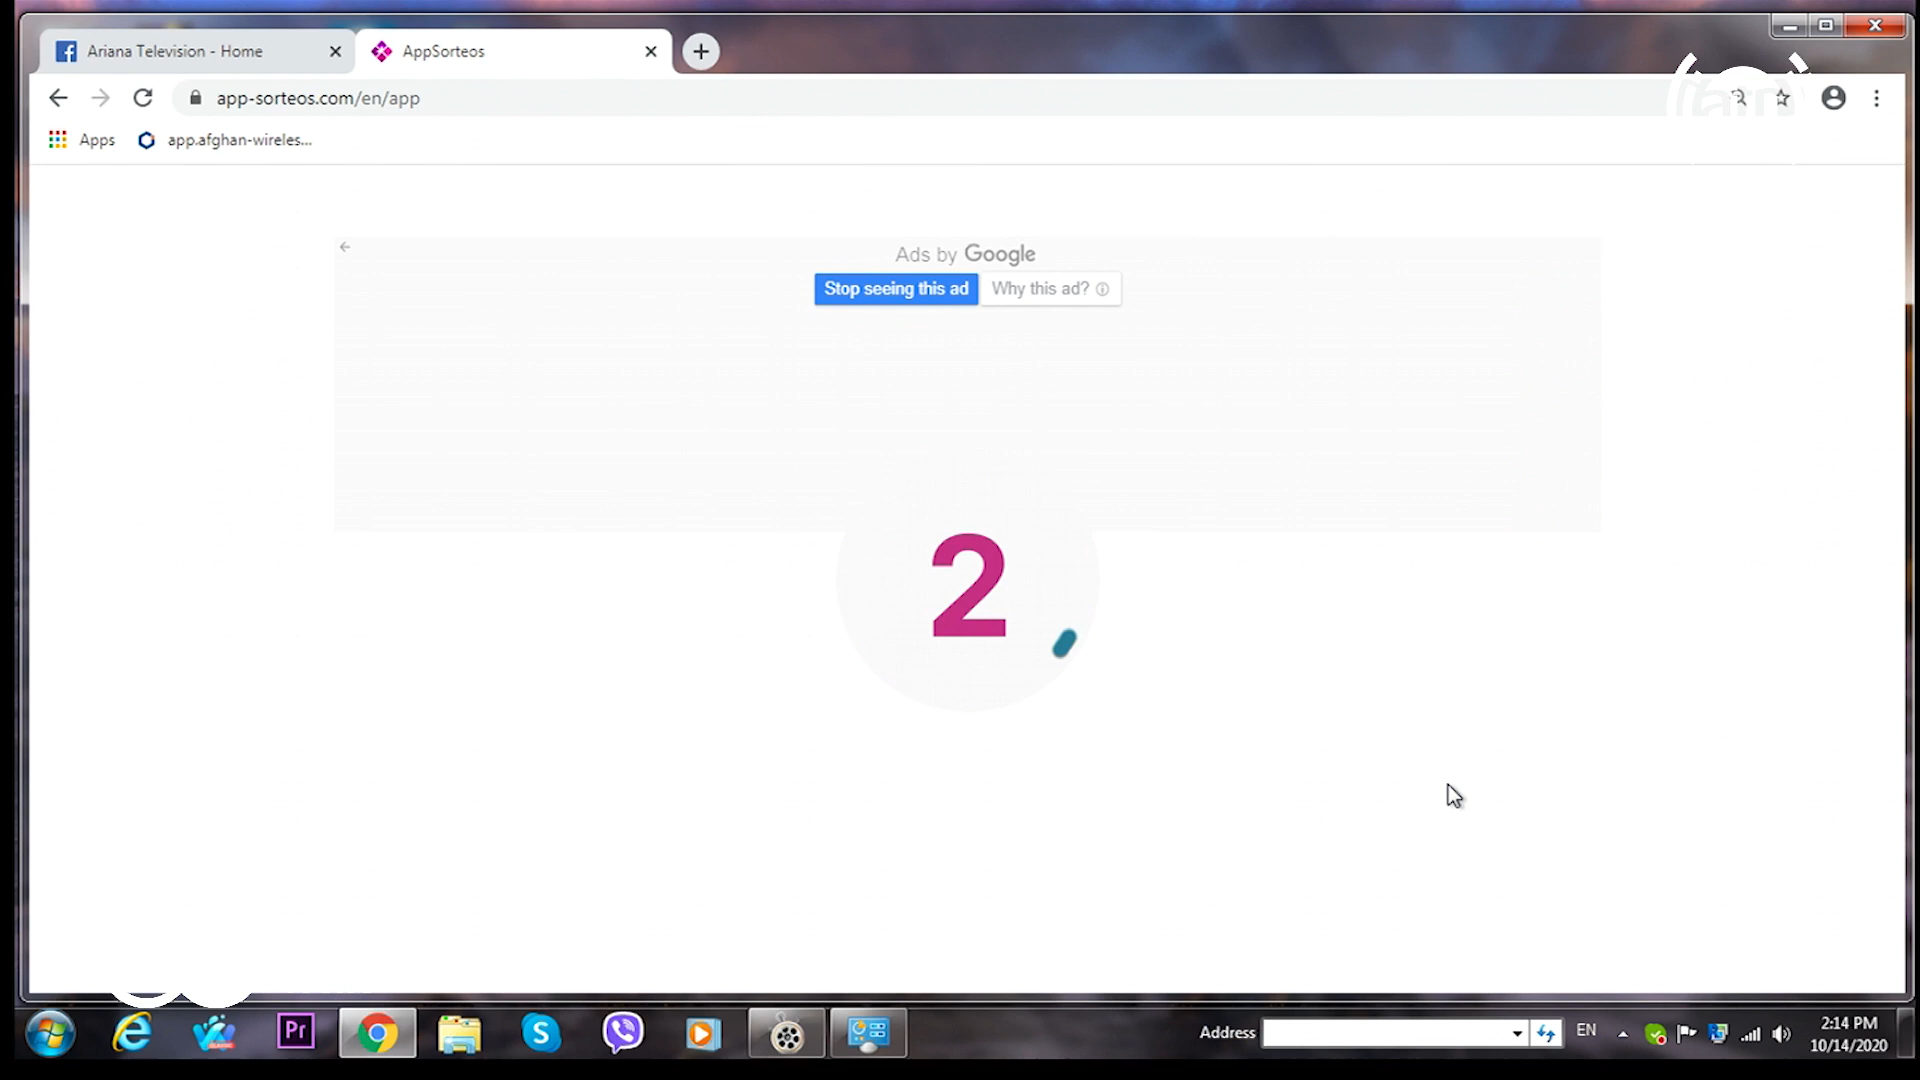 Ariana Television - Home
AppSorteos
app-sorteos.com/en/app
Apps
app.afghan-wireles...
Ads by Google
Stop seeing this ad
Why this ad?
2
Pr
Address
EN
2:14 PM
10/14/2020